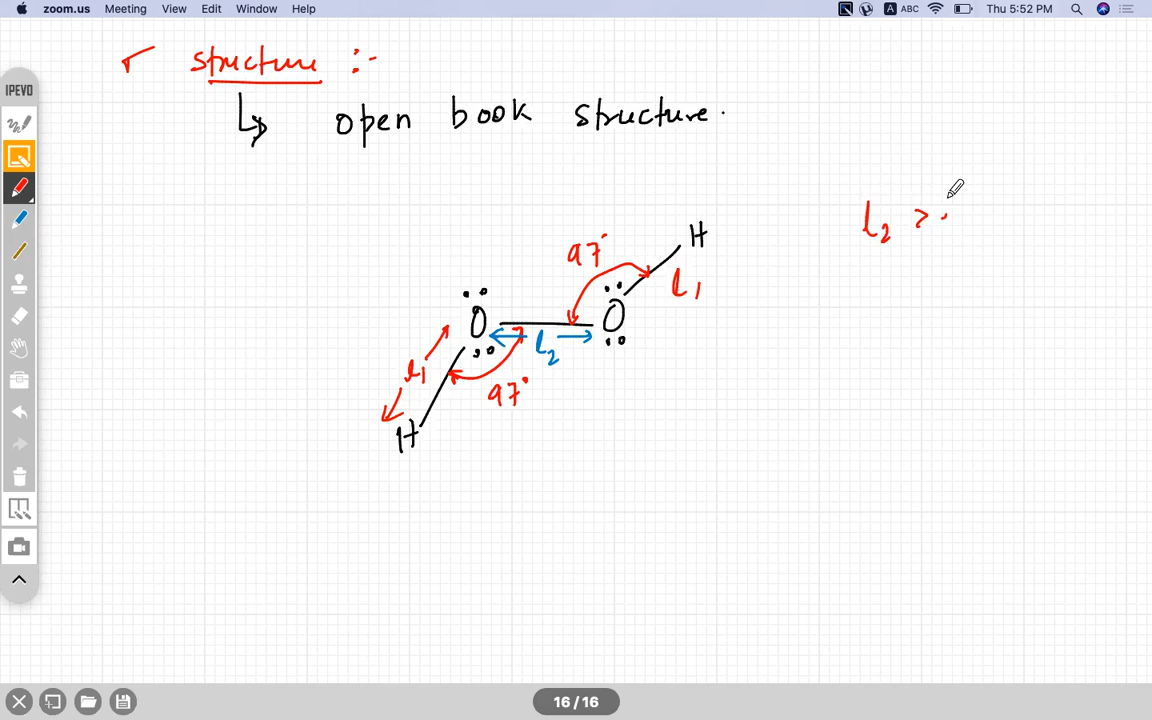 zoom.us Meeting View Edit Window Help
A ABC Thu 5:52 PM
IPEVO
structure :-
open book structure.
97°
H
l1
O
O
l2
l1
97°
H
l2 >
16 / 16